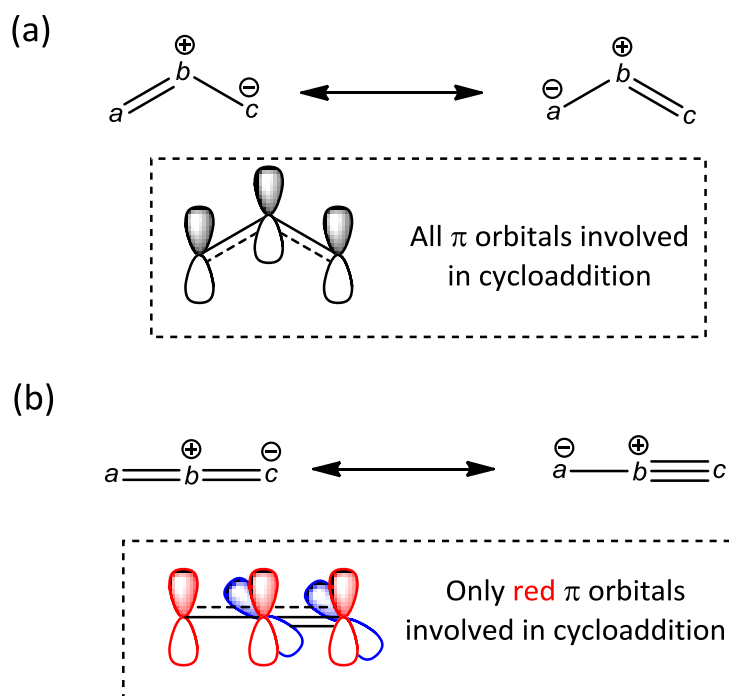 (a)
a b⊕ c⊖ ⊖a b⊕ c
All π orbitals involved
in cycloaddition
(b)
a b⊕ c⊖ ⊖a b⊕ c
Only red π orbitals
involved in cycloaddition